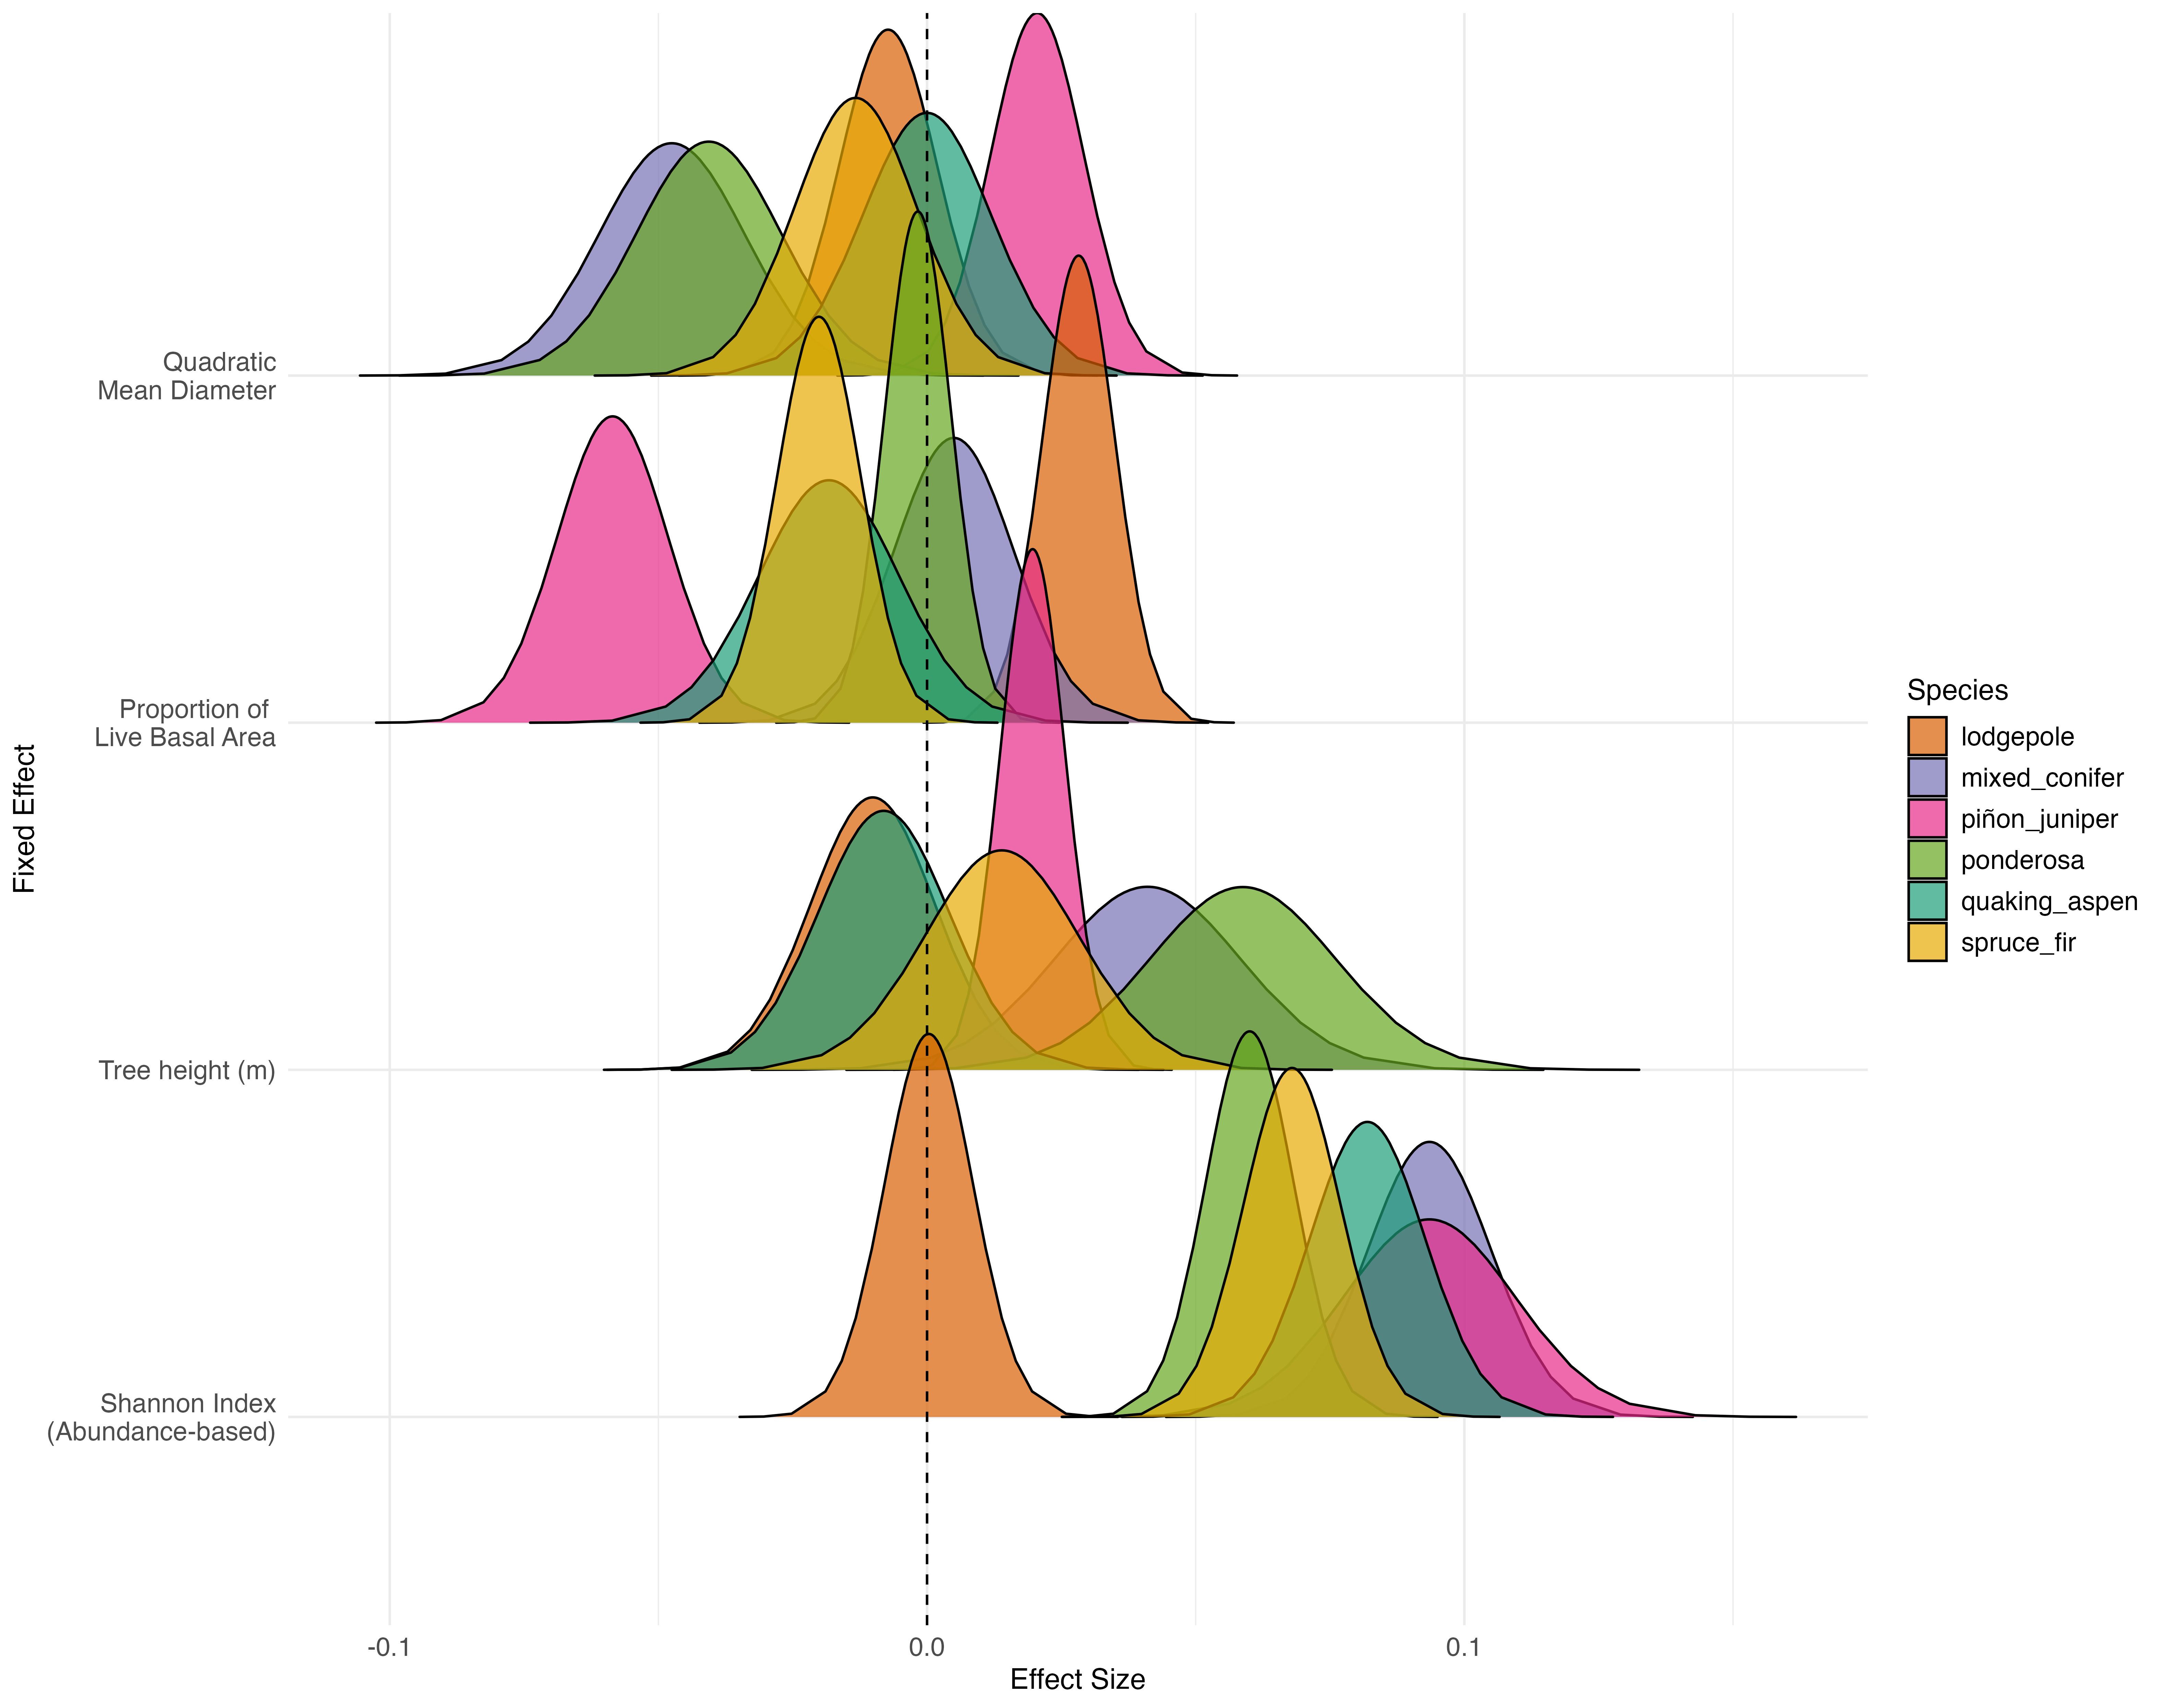 Fixed Effect
Quadratic
Mean Diameter
Proportion of
Live Basal Area
Tree height (m)
Shannon Index
(Abundance-based)
-0.1
0.0
0.1
Effect Size
Species
lodgepole
mixed_conifer
piñon_juniper
ponderosa
quaking_aspen
spruce_fir